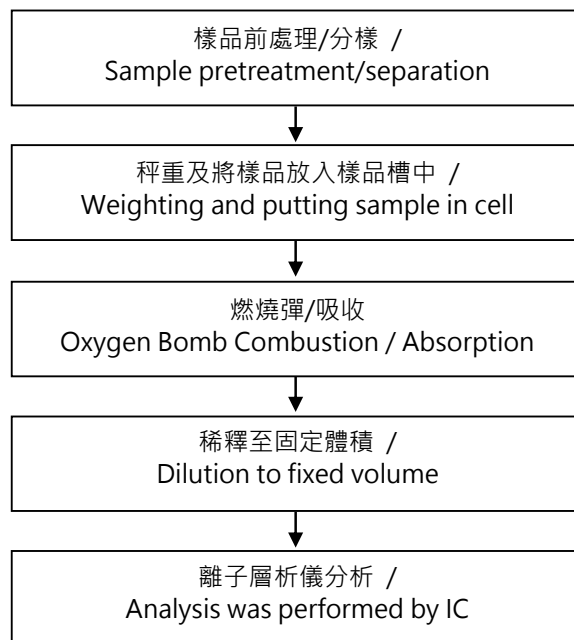 樣品前處理/分樣 /
Sample pretreatment/separation
秤重及將樣品放入樣品槽中 /
Weighting and putting sample in cell
燃燒彈/吸收
Oxygen Bomb Combustion / Absorption
稀釋至固定體積 /
Dilution to fixed volume
離子層析儀分析 /
Analysis was performed by IC